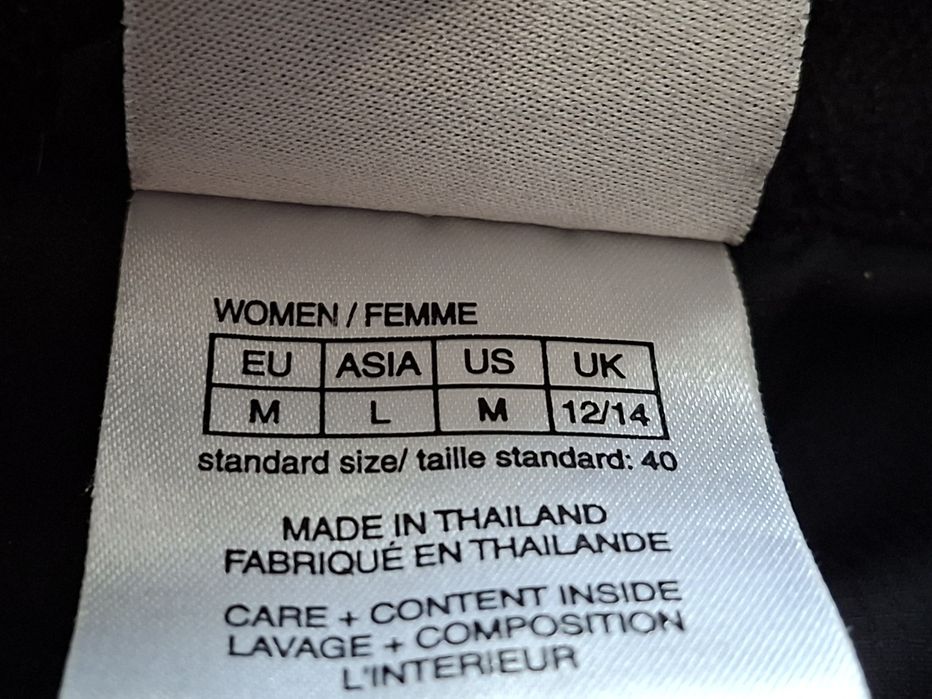 WOMEN / FEMME
EU ASIA US UK
M L M 12/14
standard size/ taille standard: 40
MADE IN THAILAND
FABRIQUÉ EN THAILANDE
CARE + CONTENT INSIDE
LAVAGE + COMPOSITION
L'INTERIEUR